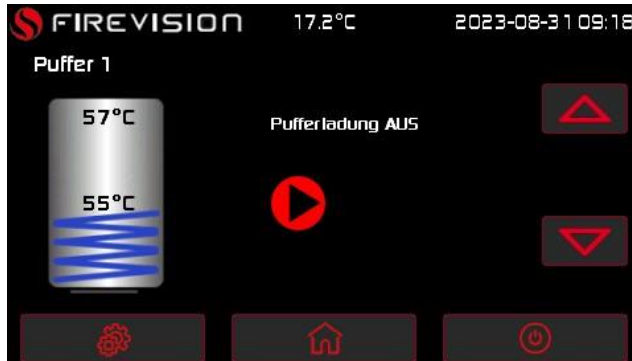 FIREVISION 17.2°C 2023-08-31 09:18
Puffer 1
57°C
Pufferladung AUS
55°C